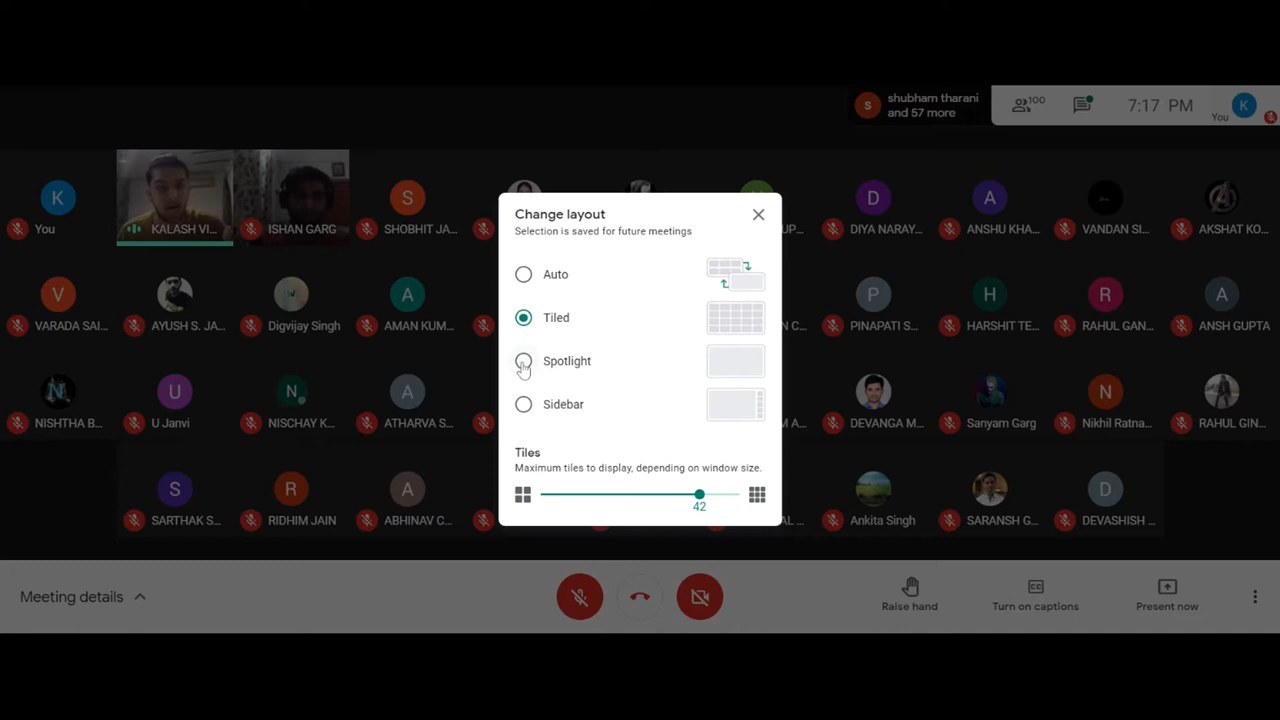 shubham tharani
and 57 more
S
100
7:17 PM
You
K
K
You
KALASH VI...
ISHAN GARG
S
SHOBHIT JA...
D
DIYA NARAY...
A
ANSHU KHA...
VANDAN SI...
AKSHAT KO...
Change layout
Selection is saved for future meetings
Auto
Tiled
Spotlight
Sidebar
Tiles
Maximum tiles to display, depending on window size.
42
V
VARADA SAI...
AYUSH S. JA...
Digvijay Singh
A
AMAN KUM...
P
PINAPATI S...
H
HARSHIT TE...
R
RAHUL GAN...
A
ANSH GUPTA
N
NISHTHA B...
U
U Janvi
N
NISCHAY K...
A
ATHARVA S...
DEVANGA M...
Sanyam Garg
N
Nikhil Ratna...
RAHUL GIN...
S
SARTHAK S...
R
RIDHIM JAIN
A
ABHINAV C...
Ankita Singh
SARANSH G...
D
DEVASHISH ...
Meeting details
Raise hand
CC
Turn on captions
Present now